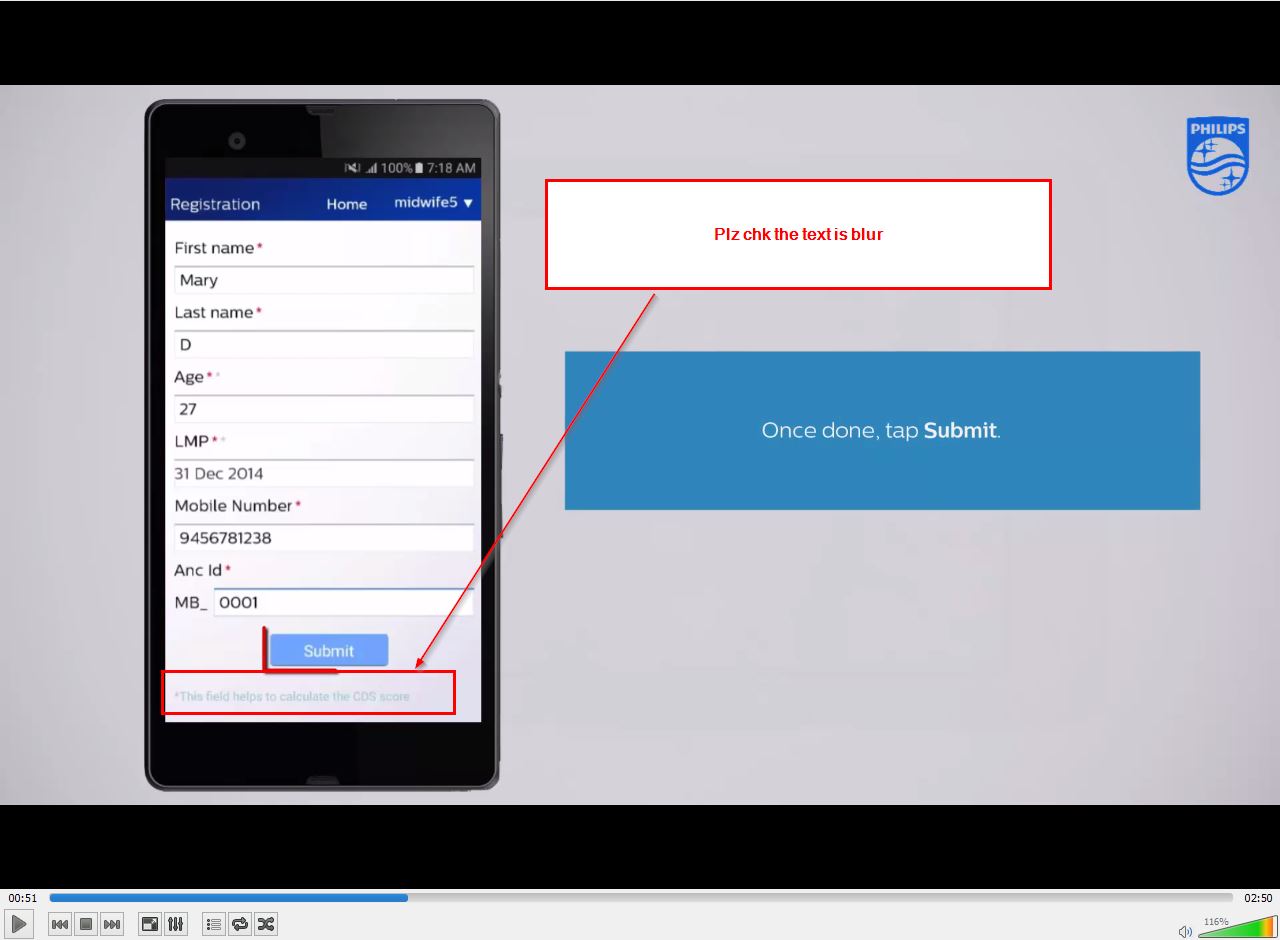 PHILIPS
100% 7:18 AM
Registration Home midwife5 ▼
First name*
Mary
Last name*
D
Age* *
27
LMP* *
31 Dec 2014
Mobile Number*
9456781238
Anc Id*
MB_ 0001
Submit
*This field helps to calculate the CDS score
Plz chk the text is blur
Once done, tap Submit.
00:51 02:50
116%